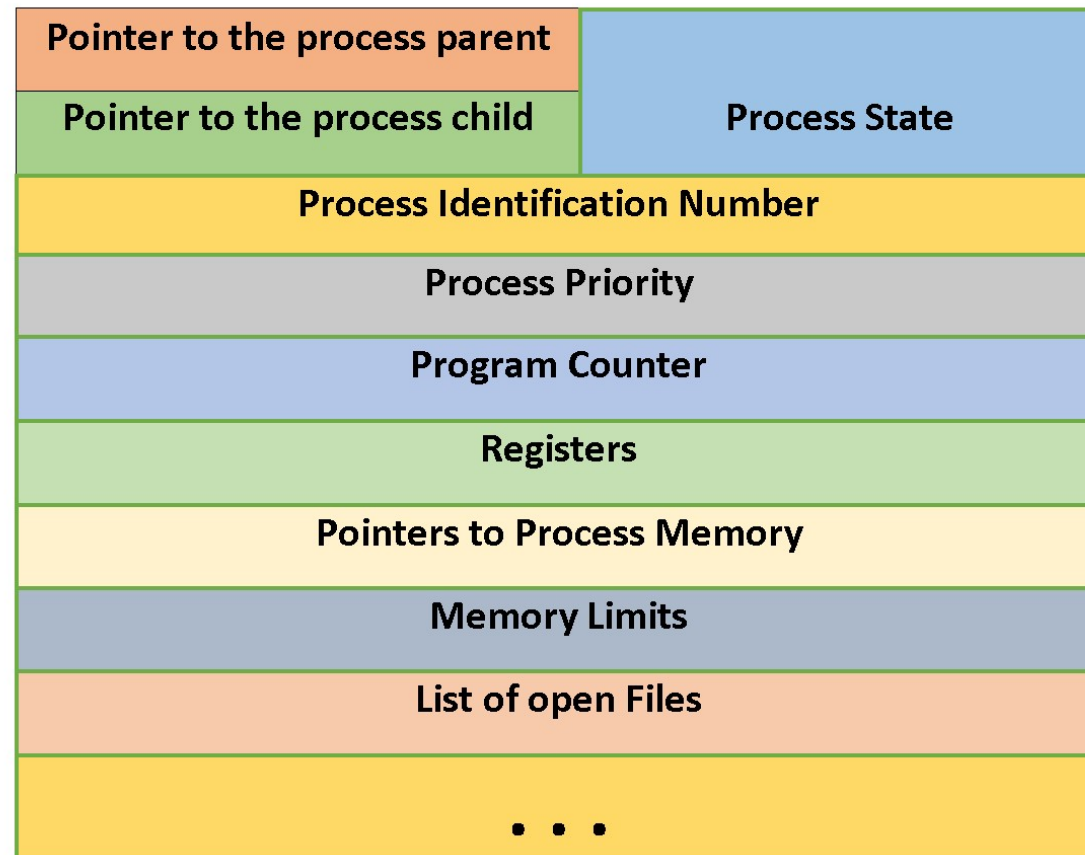 Pointer to the process parent
Pointer to the process child
Process State
Process Identification Number
Process Priority
Program Counter
Registers
Pointers to Process Memory
Memory Limits
List of open Files
. . .